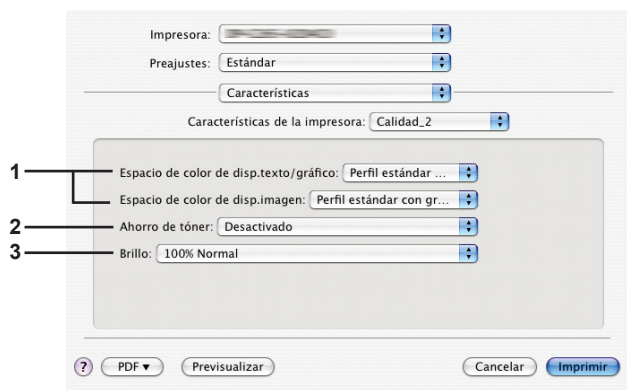 Impresora:
Preajustes: Estándar
Características
Características de la impresora: Calidad_2
1 Espacio de color de disp.texto/gráfico: Perfil estándar ...
Espacio de color de disp.imagen: Perfil estándar con gr...
2 Ahorro de tóner: Desactivado
3 Brillo: 100% Normal
? PDF ▼ Previsualizar Cancelar Imprimir